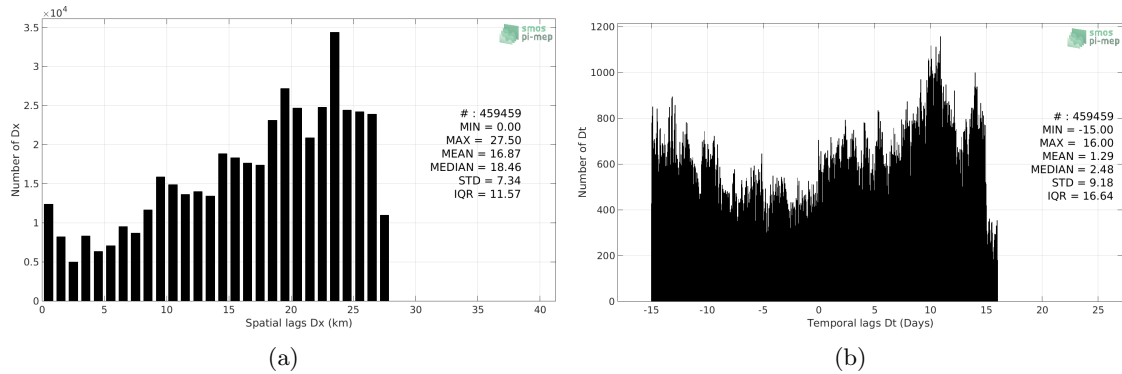 ×10⁴
3.5
3
2.5
2
1.5
1
0.5
0
Number of Dx
smos
pi-mep
# : 459459
MIN = 0.00
MAX = 27.50
MEAN = 16.87
MEDIAN = 18.46
STD = 7.34
IQR = 11.57
0 5 10 15 20 25 30 35 40
Spatial lags Dx (km)
(a)
1200
1000
800
600
400
200
0
Number of Dt
smos
pi-mep
# : 459459
MIN = -15.00
MAX = 16.00
MEAN = 1.29
MEDIAN = 2.48
STD = 9.18
IQR = 16.64
-15 -10 -5 0 5 10 15 20 25
Temporal lags Dt (Days)
(b)